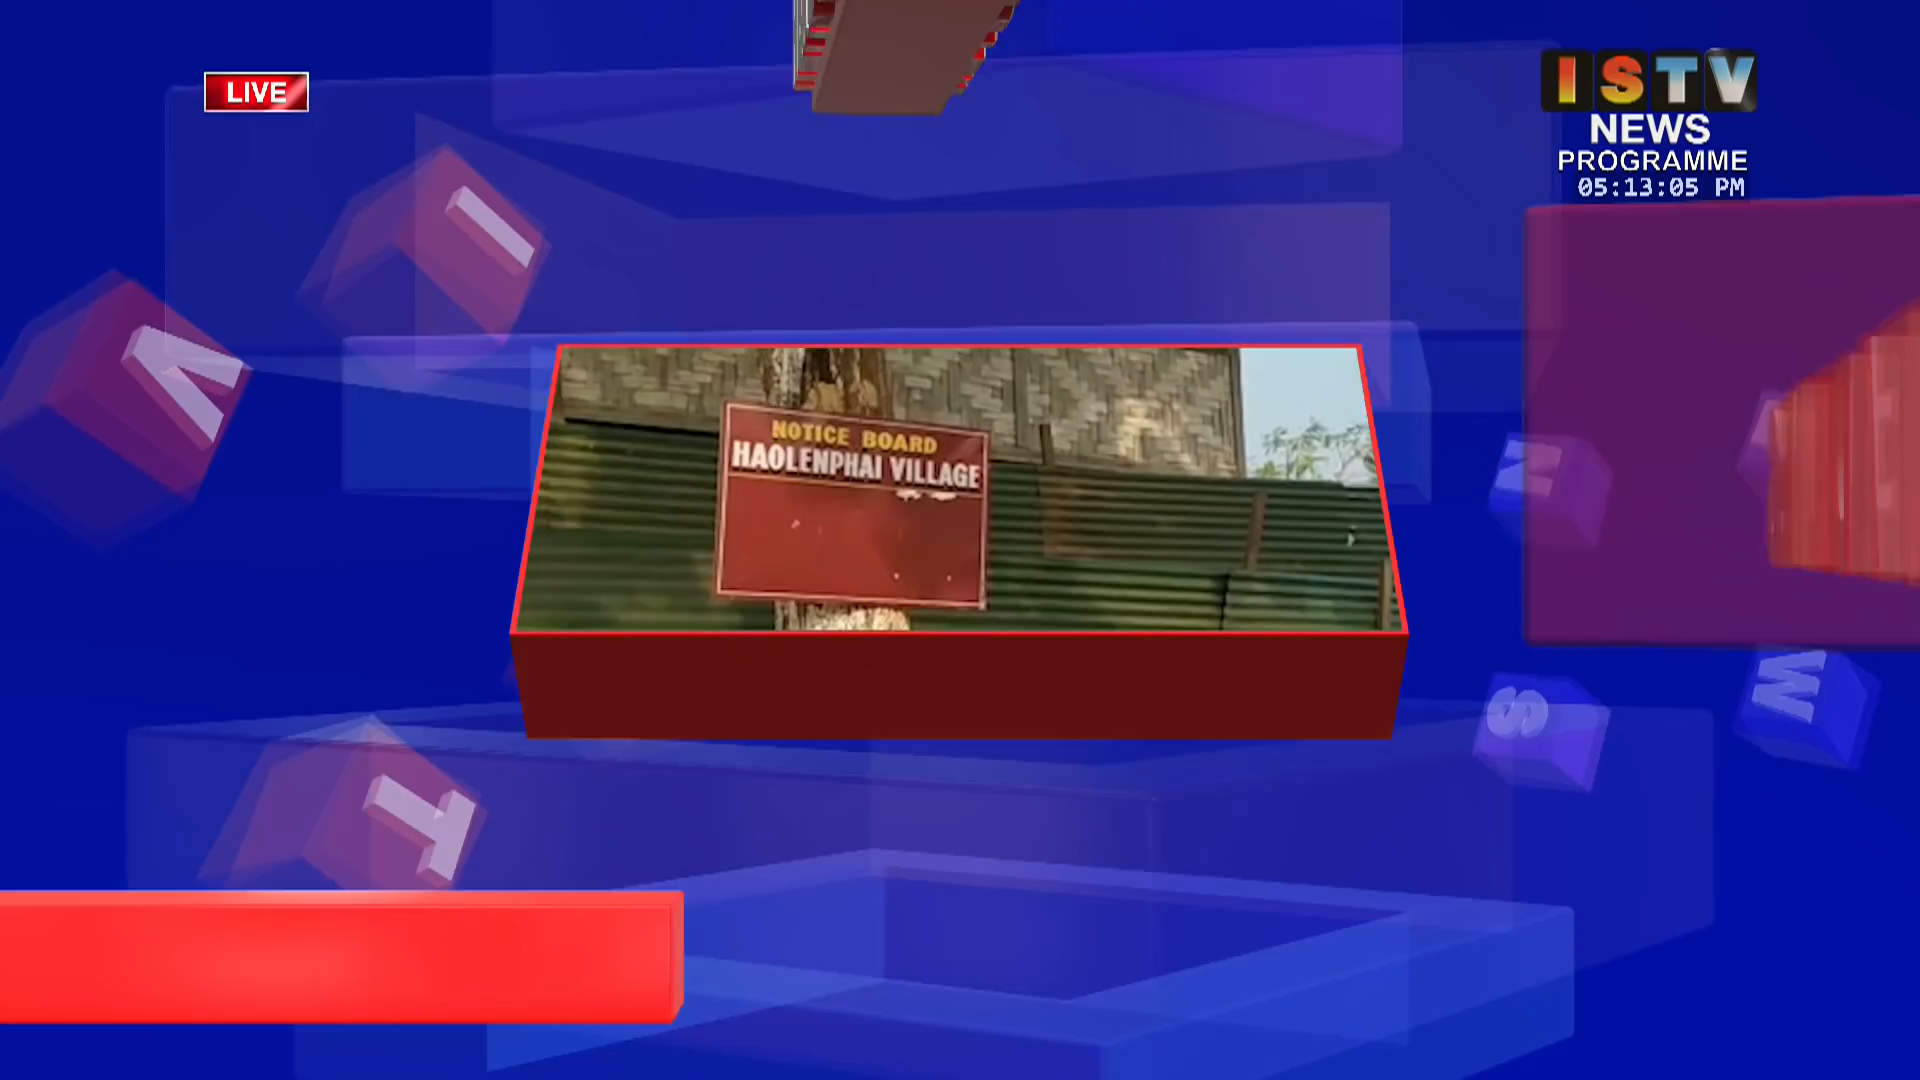 LIVE
ISTV
NEWS
PROGRAMME
05:13:05 PM
NOTICE BOARD
HAOLENPHAI VILLAGE
V
I
T
N
S
W